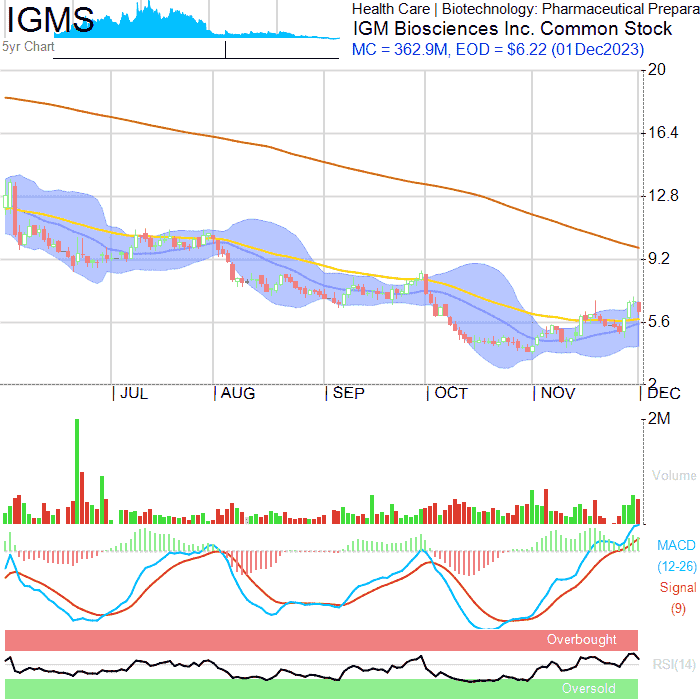 IGMS
5yr Chart
Health Care | Biotechnology: Pharmaceutical Prepara
IGM Biosciences Inc. Common Stock
MC = 362.9M, EOD = $6.22 (01Dec2023)
20
16.4
12.8
9.2
5.6
2
JUL AUG SEP OCT NOV DEC
2M
Volume
MACD
(12-26)
Signal
(9)
Overbought
RSI(14)
Oversold